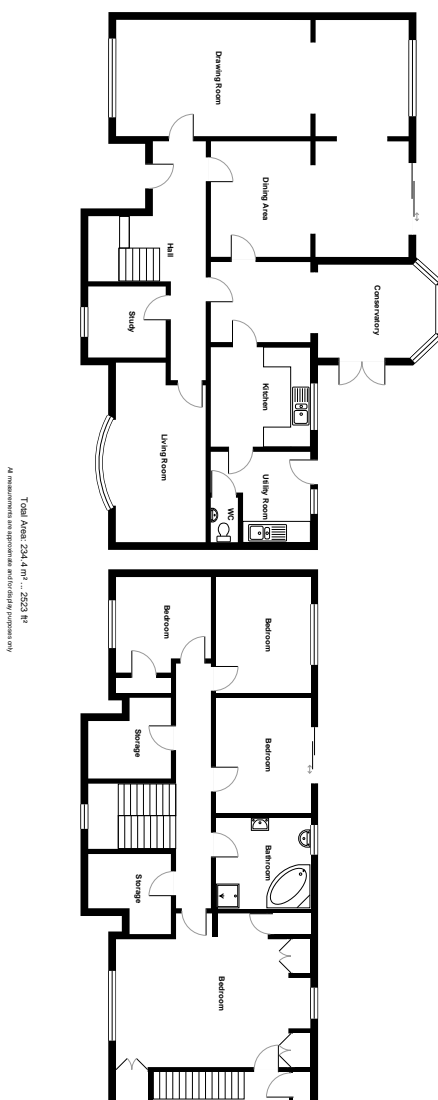 Drawing Room
Dining Area
Hall
Conservatory
Study
Kitchen
Living Room
Utility Room
WC
Bedroom
Bedroom
Bedroom
Storage
Bathroom
Storage
Bedroom
Total Area: 234.4 m² ... 2523 ft²
All measurements are approximate and for display purposes only